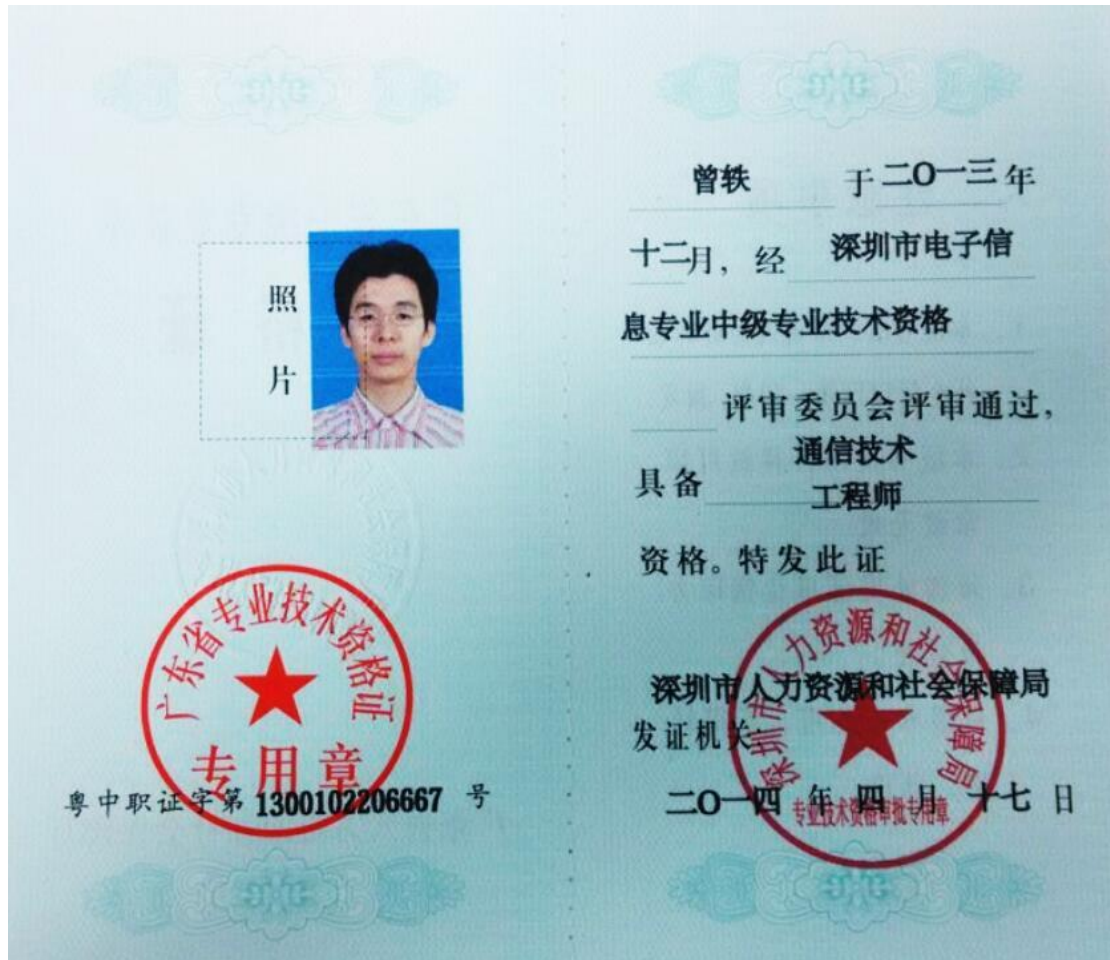 照
片
广东省专业技术资格证
专用章
粤中职证字第 1300102206667 号
曾轶 于二〇一三年
十二月，经 深圳市电子信
息专业中级专业技术资格
评审委员会评审通过，
具备 通信技术
工程师
资格。特发此证
深圳市人力资源和社会保障局
深圳市人力资源和社会保障局
发证机关：
二〇一四 年 四 月 十七 日
专业技术资格审批专用章